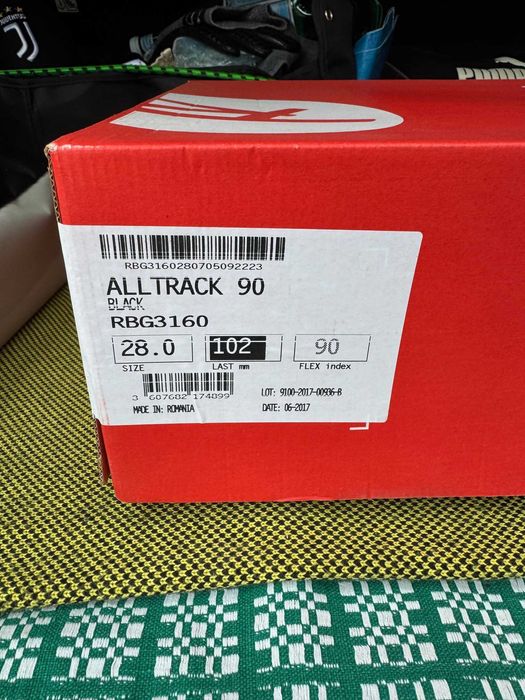 JUVENTUS
RBG3160280705092223
ALLTRACK 90
BLACK
RBG3160
28.0 102 90
SIZE LAST mm FLEX index
3 607682 174899
LOT: 9100-2017-00936-B
MADE IN: ROMANIA
DATE: 06-2017